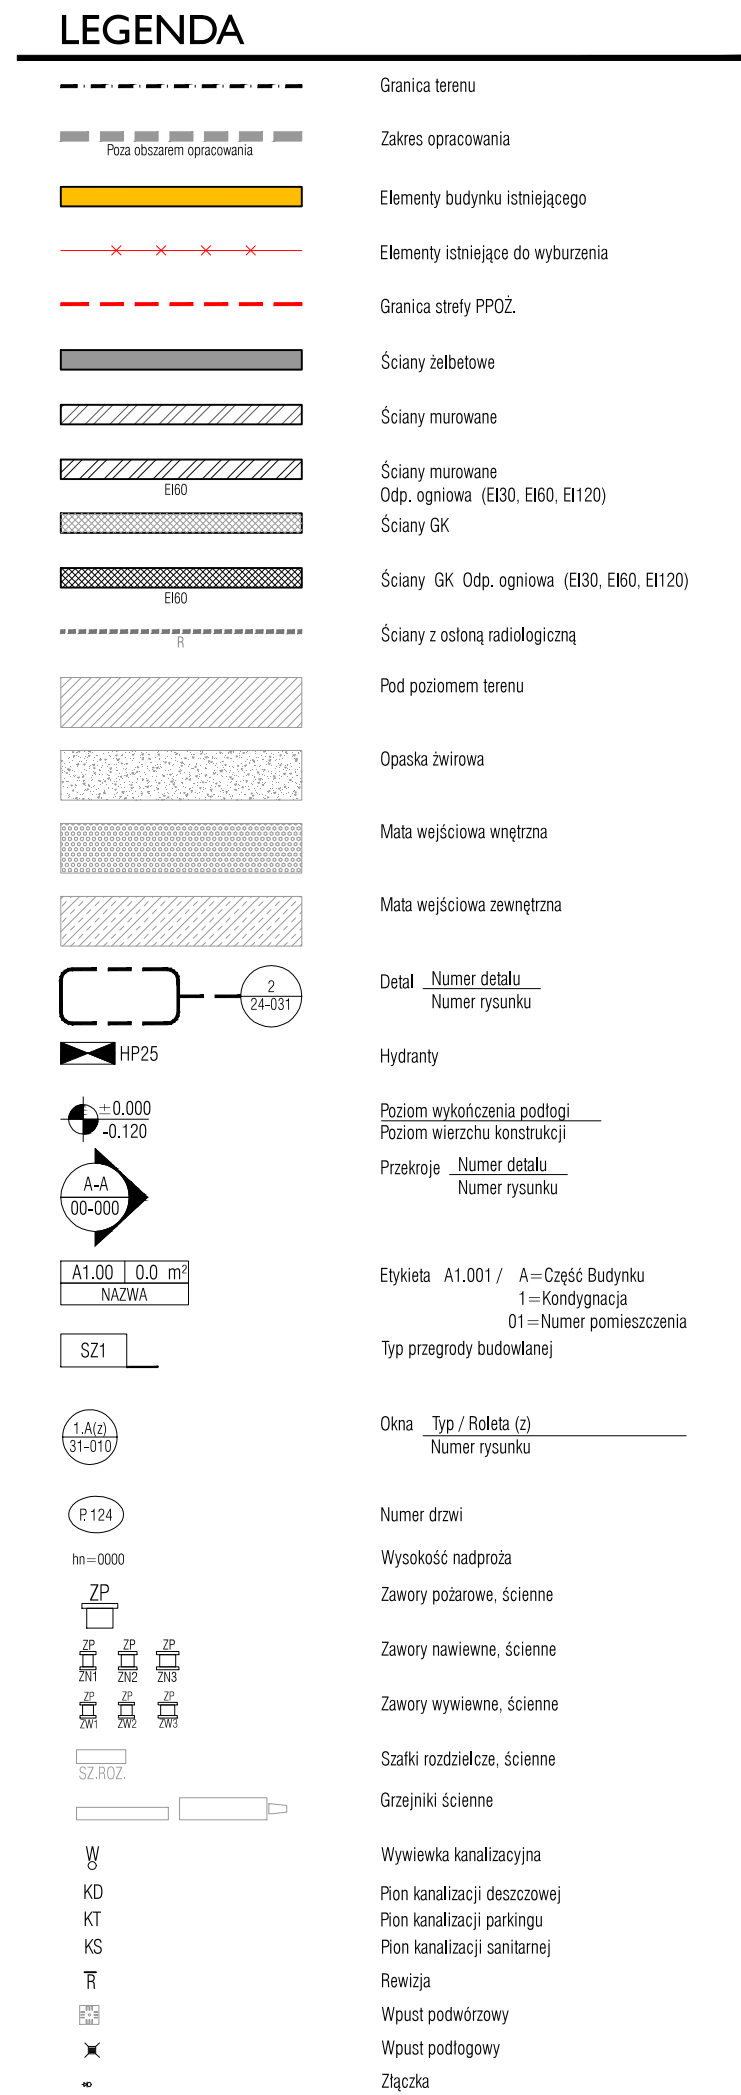 LEGENDA
Granica terenu
Zakres opracowania
Poza obszarem opracowania
Elementy budynku istniejącego
Elementy istniejące do wyburzenia
Granica strefy PPOŻ.
Ściany żelbetowe
Ściany murowane
Ściany murowane
EI60
Odp. ogniowa (EI30, EI60, EI120)
Ściany GK
Ściany GK Odp. ogniowa (EI30, EI60, EI120)
EI60
Ściany z osłoną radiologiczną
R
Pod poziomem terenu
Opaska żwirowa
Mata wejściowa wnętrzna
Mata wejściowa zewnętrzna
2
24-031
Detal Numer detalu
Numer rysunku
HP25
Hydranty
±0.000
-0.120
Poziom wykończenia podłogi
Poziom wierzchu konstrukcji
A-A
00-000
Przekroje Numer detalu
Numer rysunku
A1.00 0.0 m²
NAZWA
Etykieta A1.001 / A=Część Budynku
1=Kondygnacja
01=Numer pomieszczenia
SZ1
Typ przegrody budowlanej
1.A(z)
31-010
Okna Typ / Roleta (z)
Numer rysunku
P.124
Numer drzwi
hn=0000
Wysokość nadproża
ZP
Zawory pożarowe, ścienne
ZP ZP ZP
ZN1 ZN2 ZN3
Zawory nawiewne, ścienne
ZP ZP ZP
ZW1 ZW2 ZW3
Zawory wywiewne, ścienne
SZ.ROZ.
Szafki rozdzielcze, ścienne
Grzejniki ścienne
W
Wywiewka kanalizacyjna
KD
Pion kanalizacji deszczowej
KT
Pion kanalizacji parkingu
KS
Pion kanalizacji sanitarnej
R
Rewizja
Wpust podwórzowy
Wpust podłogowy
Złączka